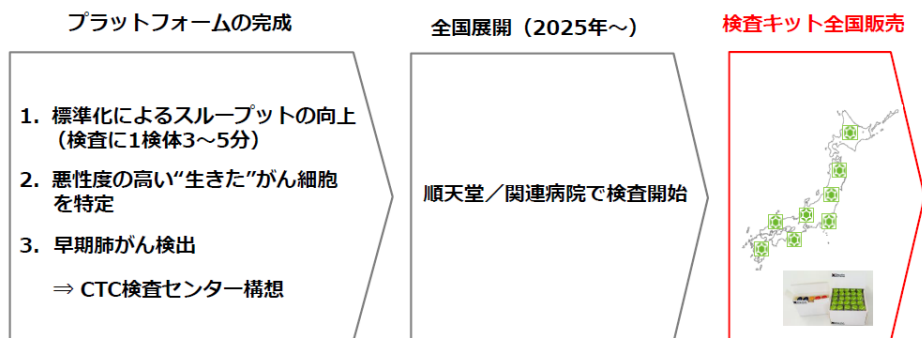 プラットフォームの完成
1. 標準化によるスループットの向上
（検査に1検体3～5分）
2. 悪性度の高い“生きた”がん細胞
を特定
3. 早期肺がん検出
⇒ CTC検査センター構想
全国展開（2025年～）
順天堂／関連病院で検査開始
検査キット全国販売